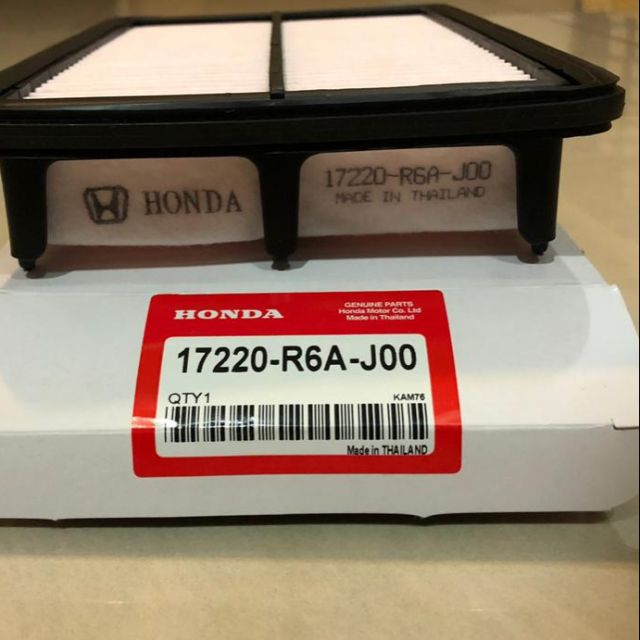 HONDA
17220-R6A-J00
MADE IN THAILAND
HONDA
GENUINE PARTS
Honda Motor Co. Ltd
Made in Thailand
17220-R6A-J00
QTY1
KAM76
Made in THAILAND